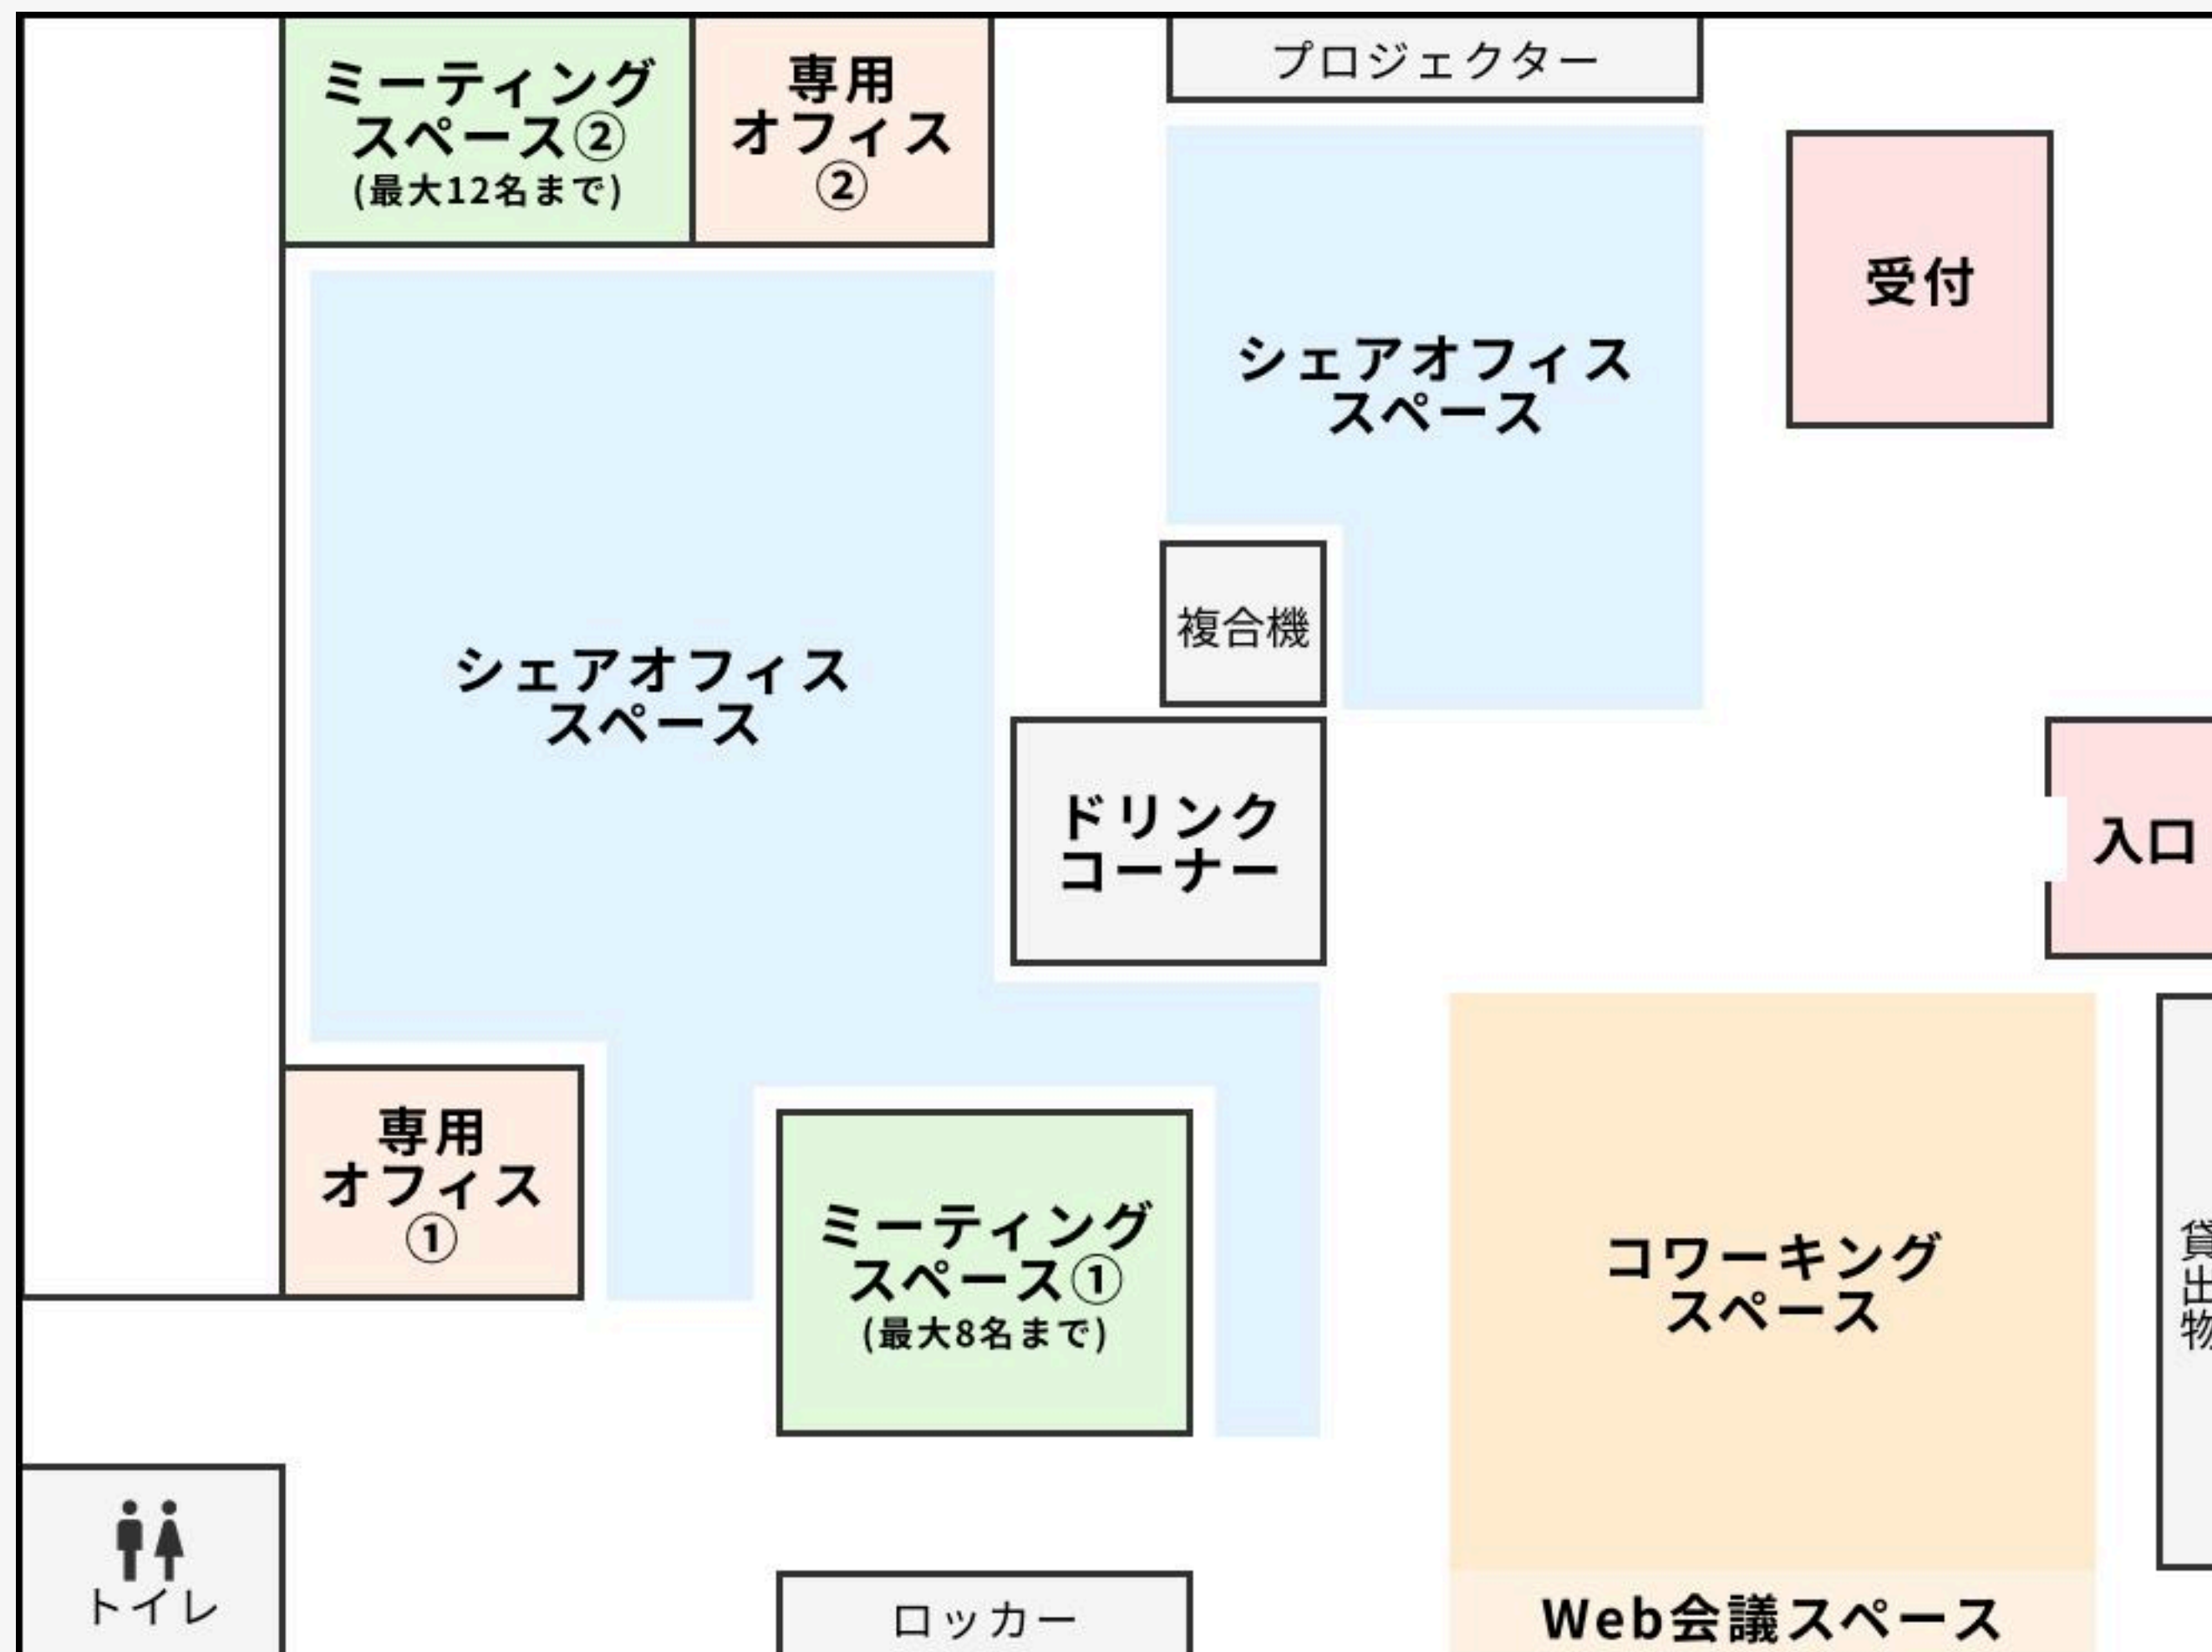 ミーティング
スペース②
(最大12名まで)
専用
オフィス
②
プロジェクター
受付
シェアオフィス
スペース
複合機
シェアオフィス
スペース
ドリンク
コーナー
入口
専用
オフィス
①
ミーティング
スペース①
(最大8名まで)
コワーキング
スペース
貸
出
物
トイレ
ロッカー
Web会議スペース